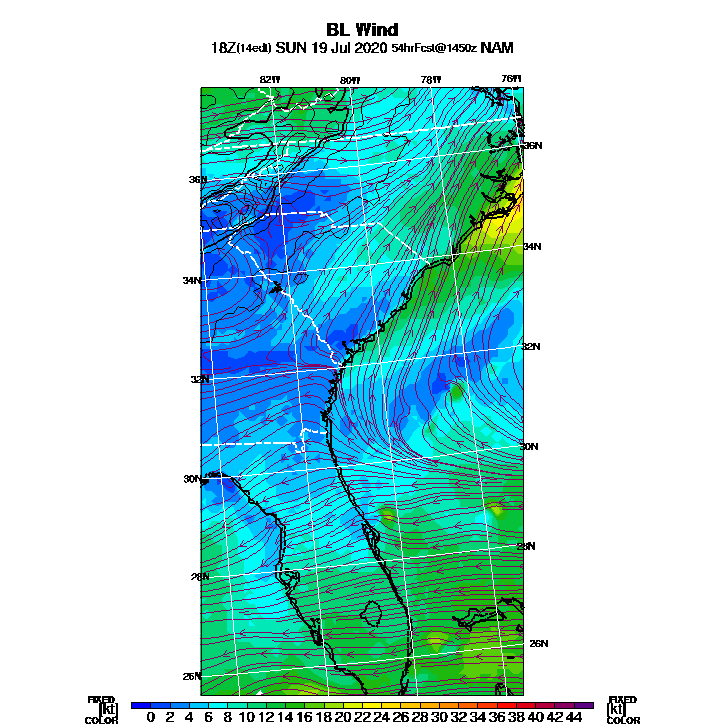 BL Wind
18Z(14edt) SUN 19 Jul 2020 54hrFcst@1450z NAM
82W 80W 78W 76W
36N
36N
34N
34N
32N
32N
30N
30N
28N
28N
26N
26N
FIXED FIXED
[kt] 0 2 4 6 8 10 12 14 16 18 20 22 24 26 28 30 32 34 36 38 40 42 44 [kt]
COLOR COLOR